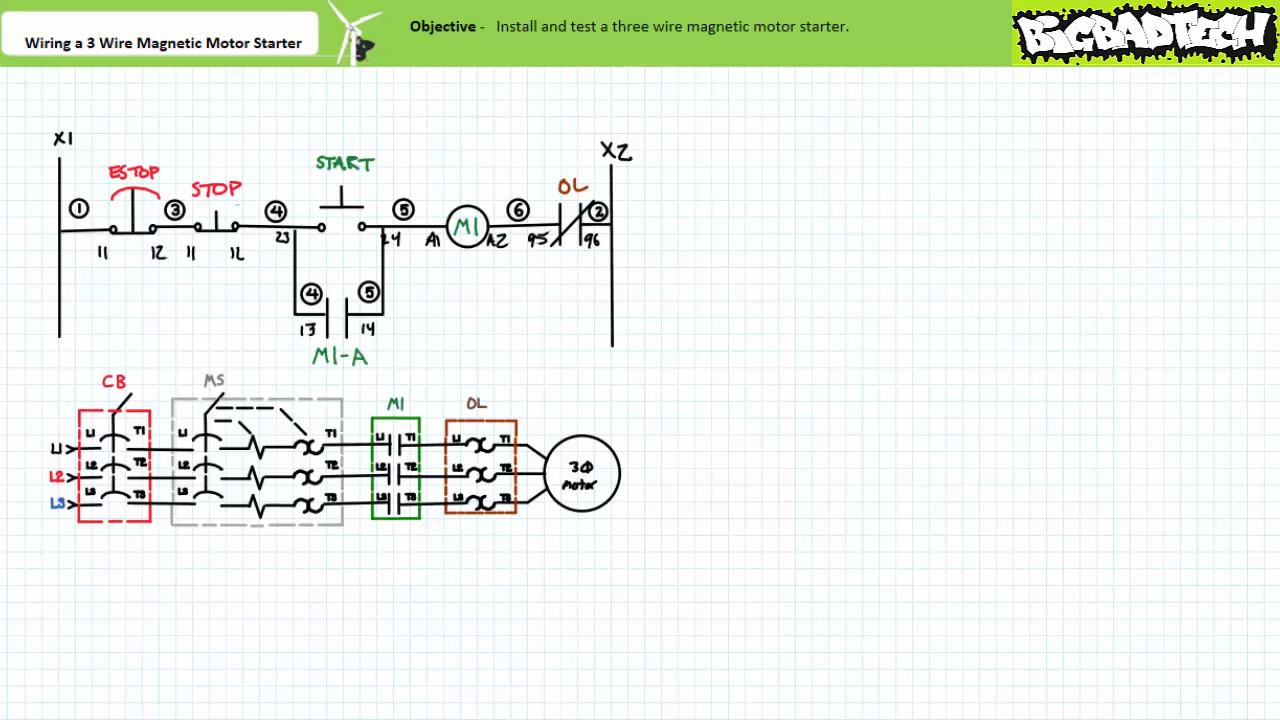 Wiring a 3 Wire Magnetic Motor Starter
Objective - Install and test a three wire magnetic motor starter.
BIGBADTECH
X1
X2
ESTOP
STOP
START
OL
1
3
4
5
M1
6
2
11
12
11
12
23
24
A1
A2
95
96
4
5
13
14
M1-A
CB
MS
M1
OL
L1
L1 T1
L1 T1
L1 T1
L1 T1
L2
L2 T2
L2 T2
L2 T2
L2 T2
L3
L3 T3
L3 T3
L3 T3
L3 T3
3Φ
motor